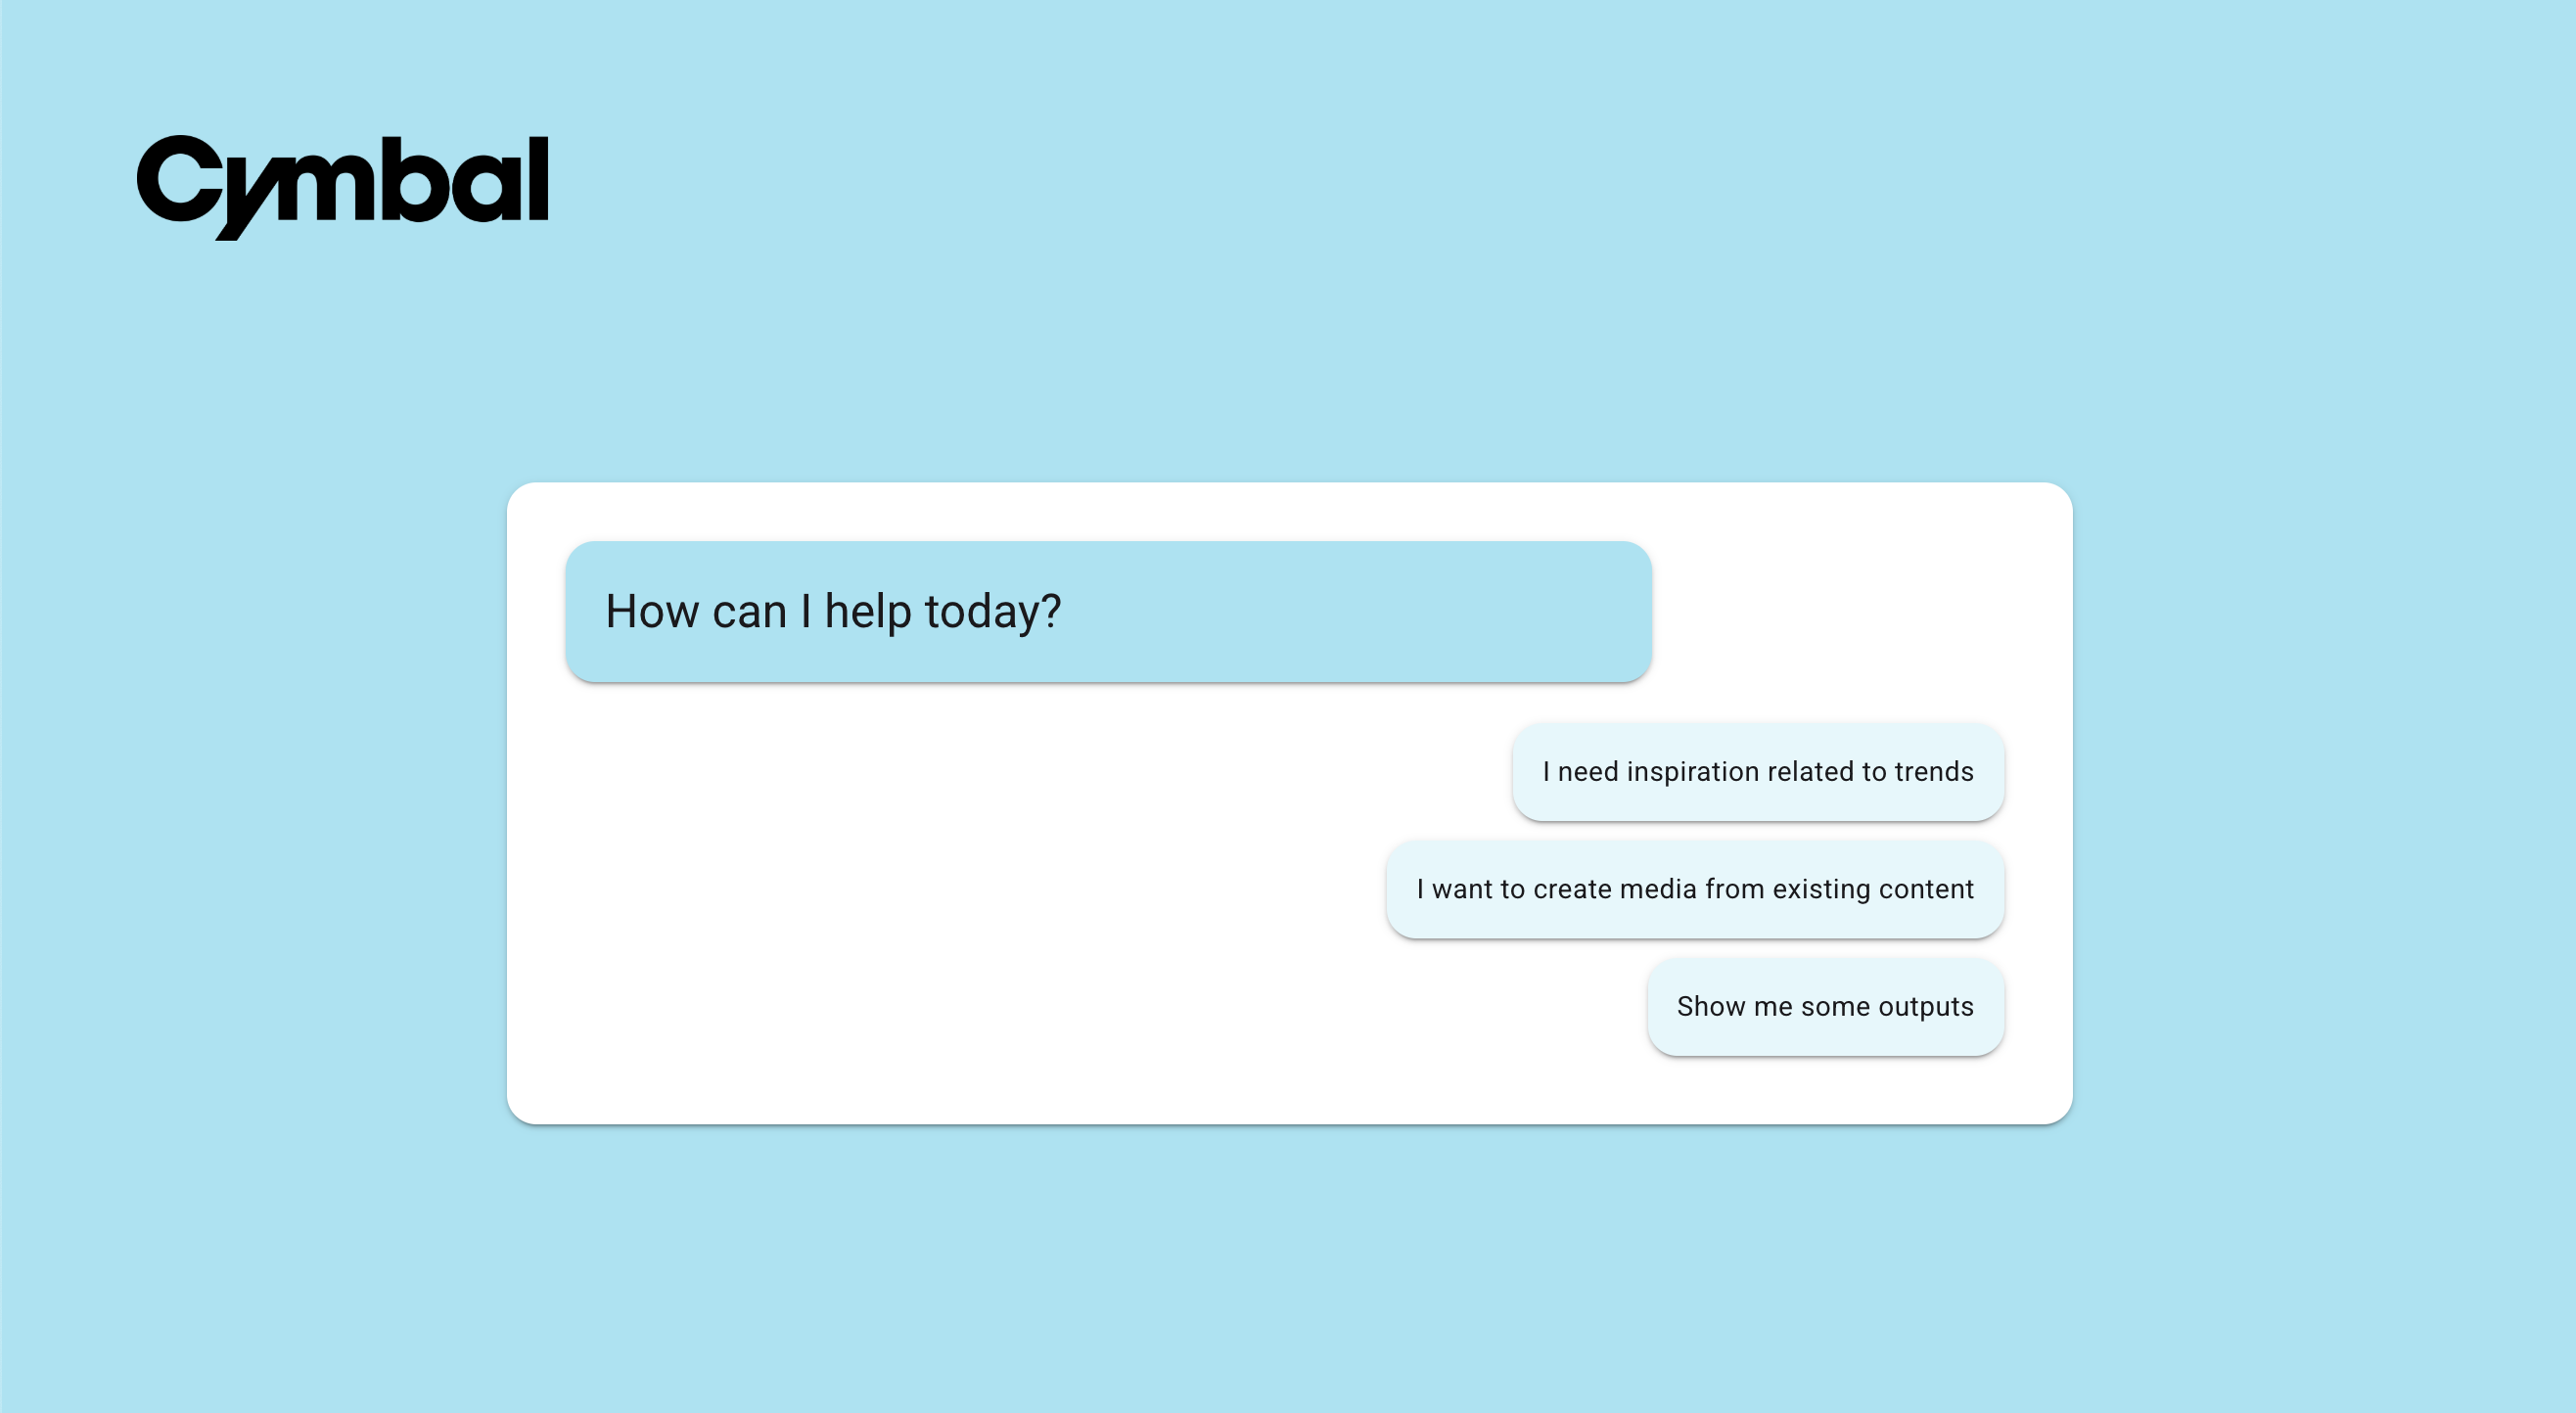 Cymbal
How can I help today?
I need inspiration related to trends
I want to create media from existing content
Show me some outputs